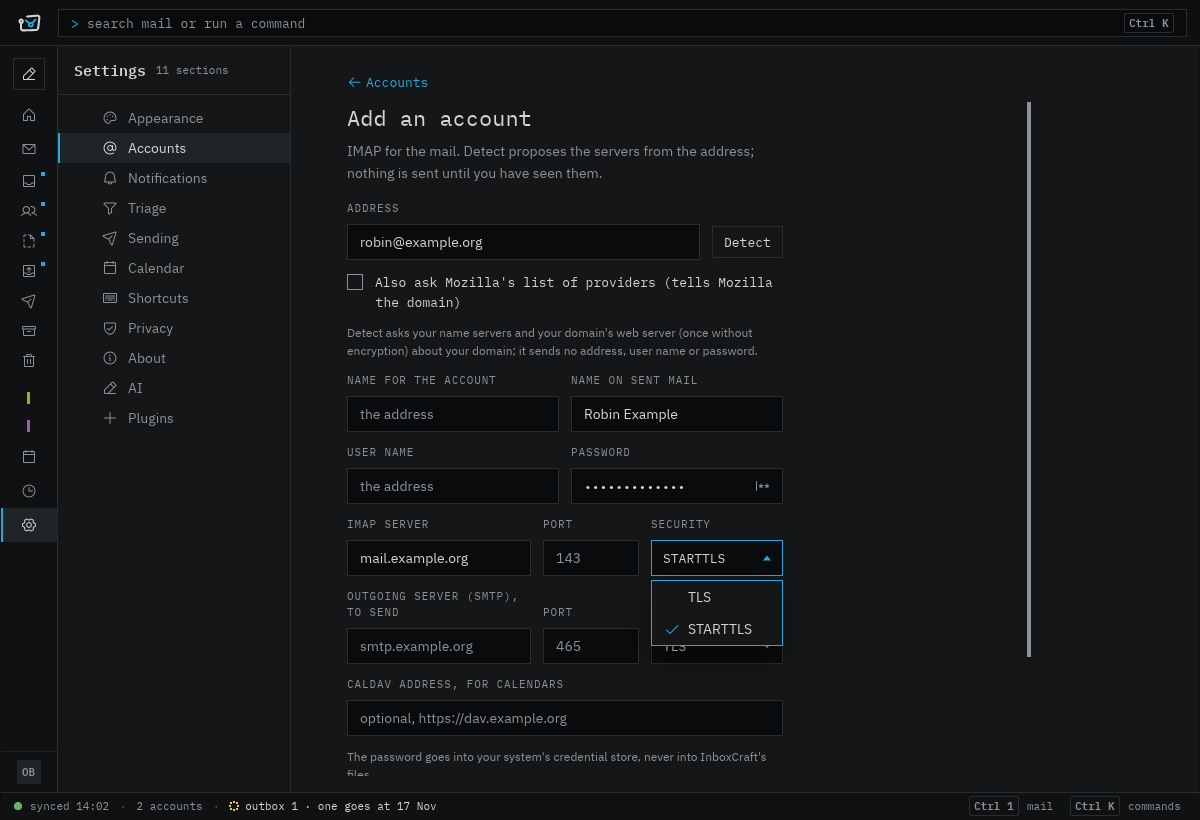 > search mail or run a command
Ctrl K
Settings 11 sections
Appearance
Accounts
Notifications
Triage
Sending
Calendar
Shortcuts
Privacy
About
AI
Plugins
← Accounts
Add an account
IMAP for the mail. Detect proposes the servers from the address;
nothing is sent until you have seen them.
ADDRESS
robin@example.org
Detect
Also ask Mozilla's list of providers (tells Mozilla
the domain)
Detect asks your name servers and your domain's web server (once without
encryption) about your domain; it sends no address, user name or password.
NAME FOR THE ACCOUNT
NAME ON SENT MAIL
the address
Robin Example
USER NAME
PASSWORD
the address
•••••••••••••
|**
IMAP SERVER
PORT
SECURITY
mail.example.org
143
STARTTLS
TLS
STARTTLS
OUTGOING SERVER (SMTP),
TO SEND
PORT
smtp.example.org
465
TLS
CALDAV ADDRESS, FOR CALENDARS
optional, https://dav.example.org
The password goes into your system's credential store, never into InboxCraft's
files.
OB
synced 14:02 · 2 accounts · outbox 1 · one goes at 17 Nov
Ctrl 1 mail
Ctrl K commands